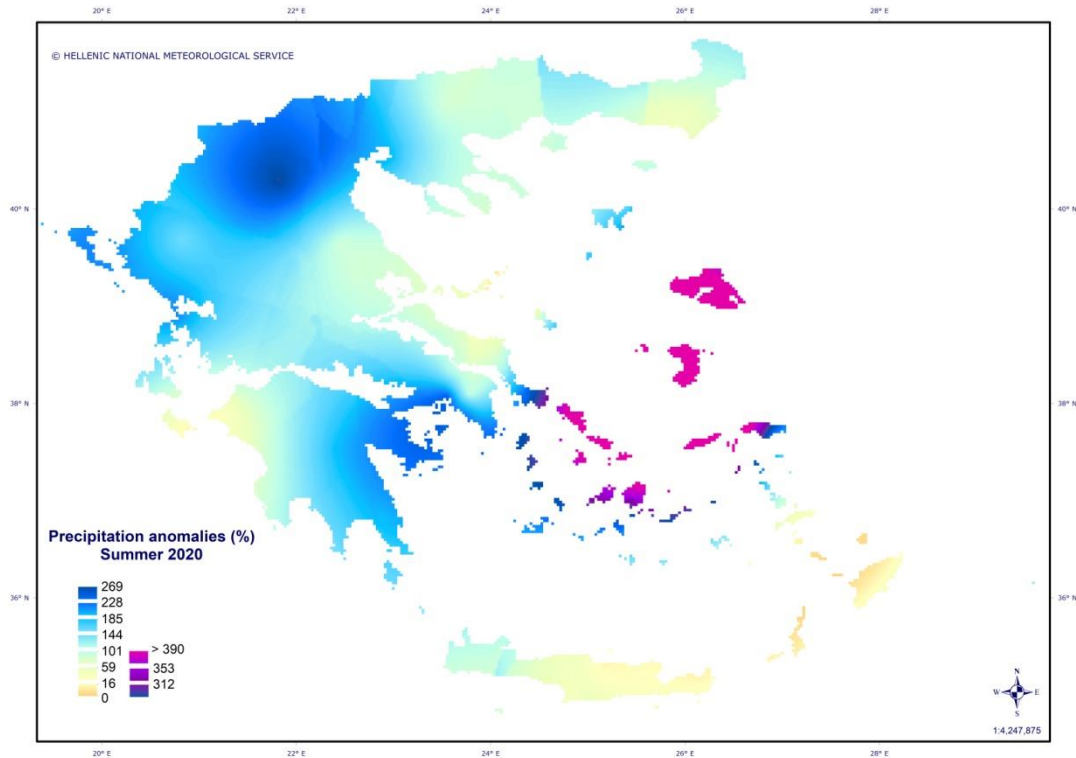 20° E 22° E 24° E 26° E 28° E
© HELLENIC NATIONAL METEOROLOGICAL SERVICE
40° N 40° N
38° N 38° N
Precipitation anomalies (%)
Summer 2020
36° N 36° N
269
228
185
144
101
59
16
0
> 390
353
312
N
W E
S
1:4,247,875
20° E 22° E 24° E 26° E 28° E